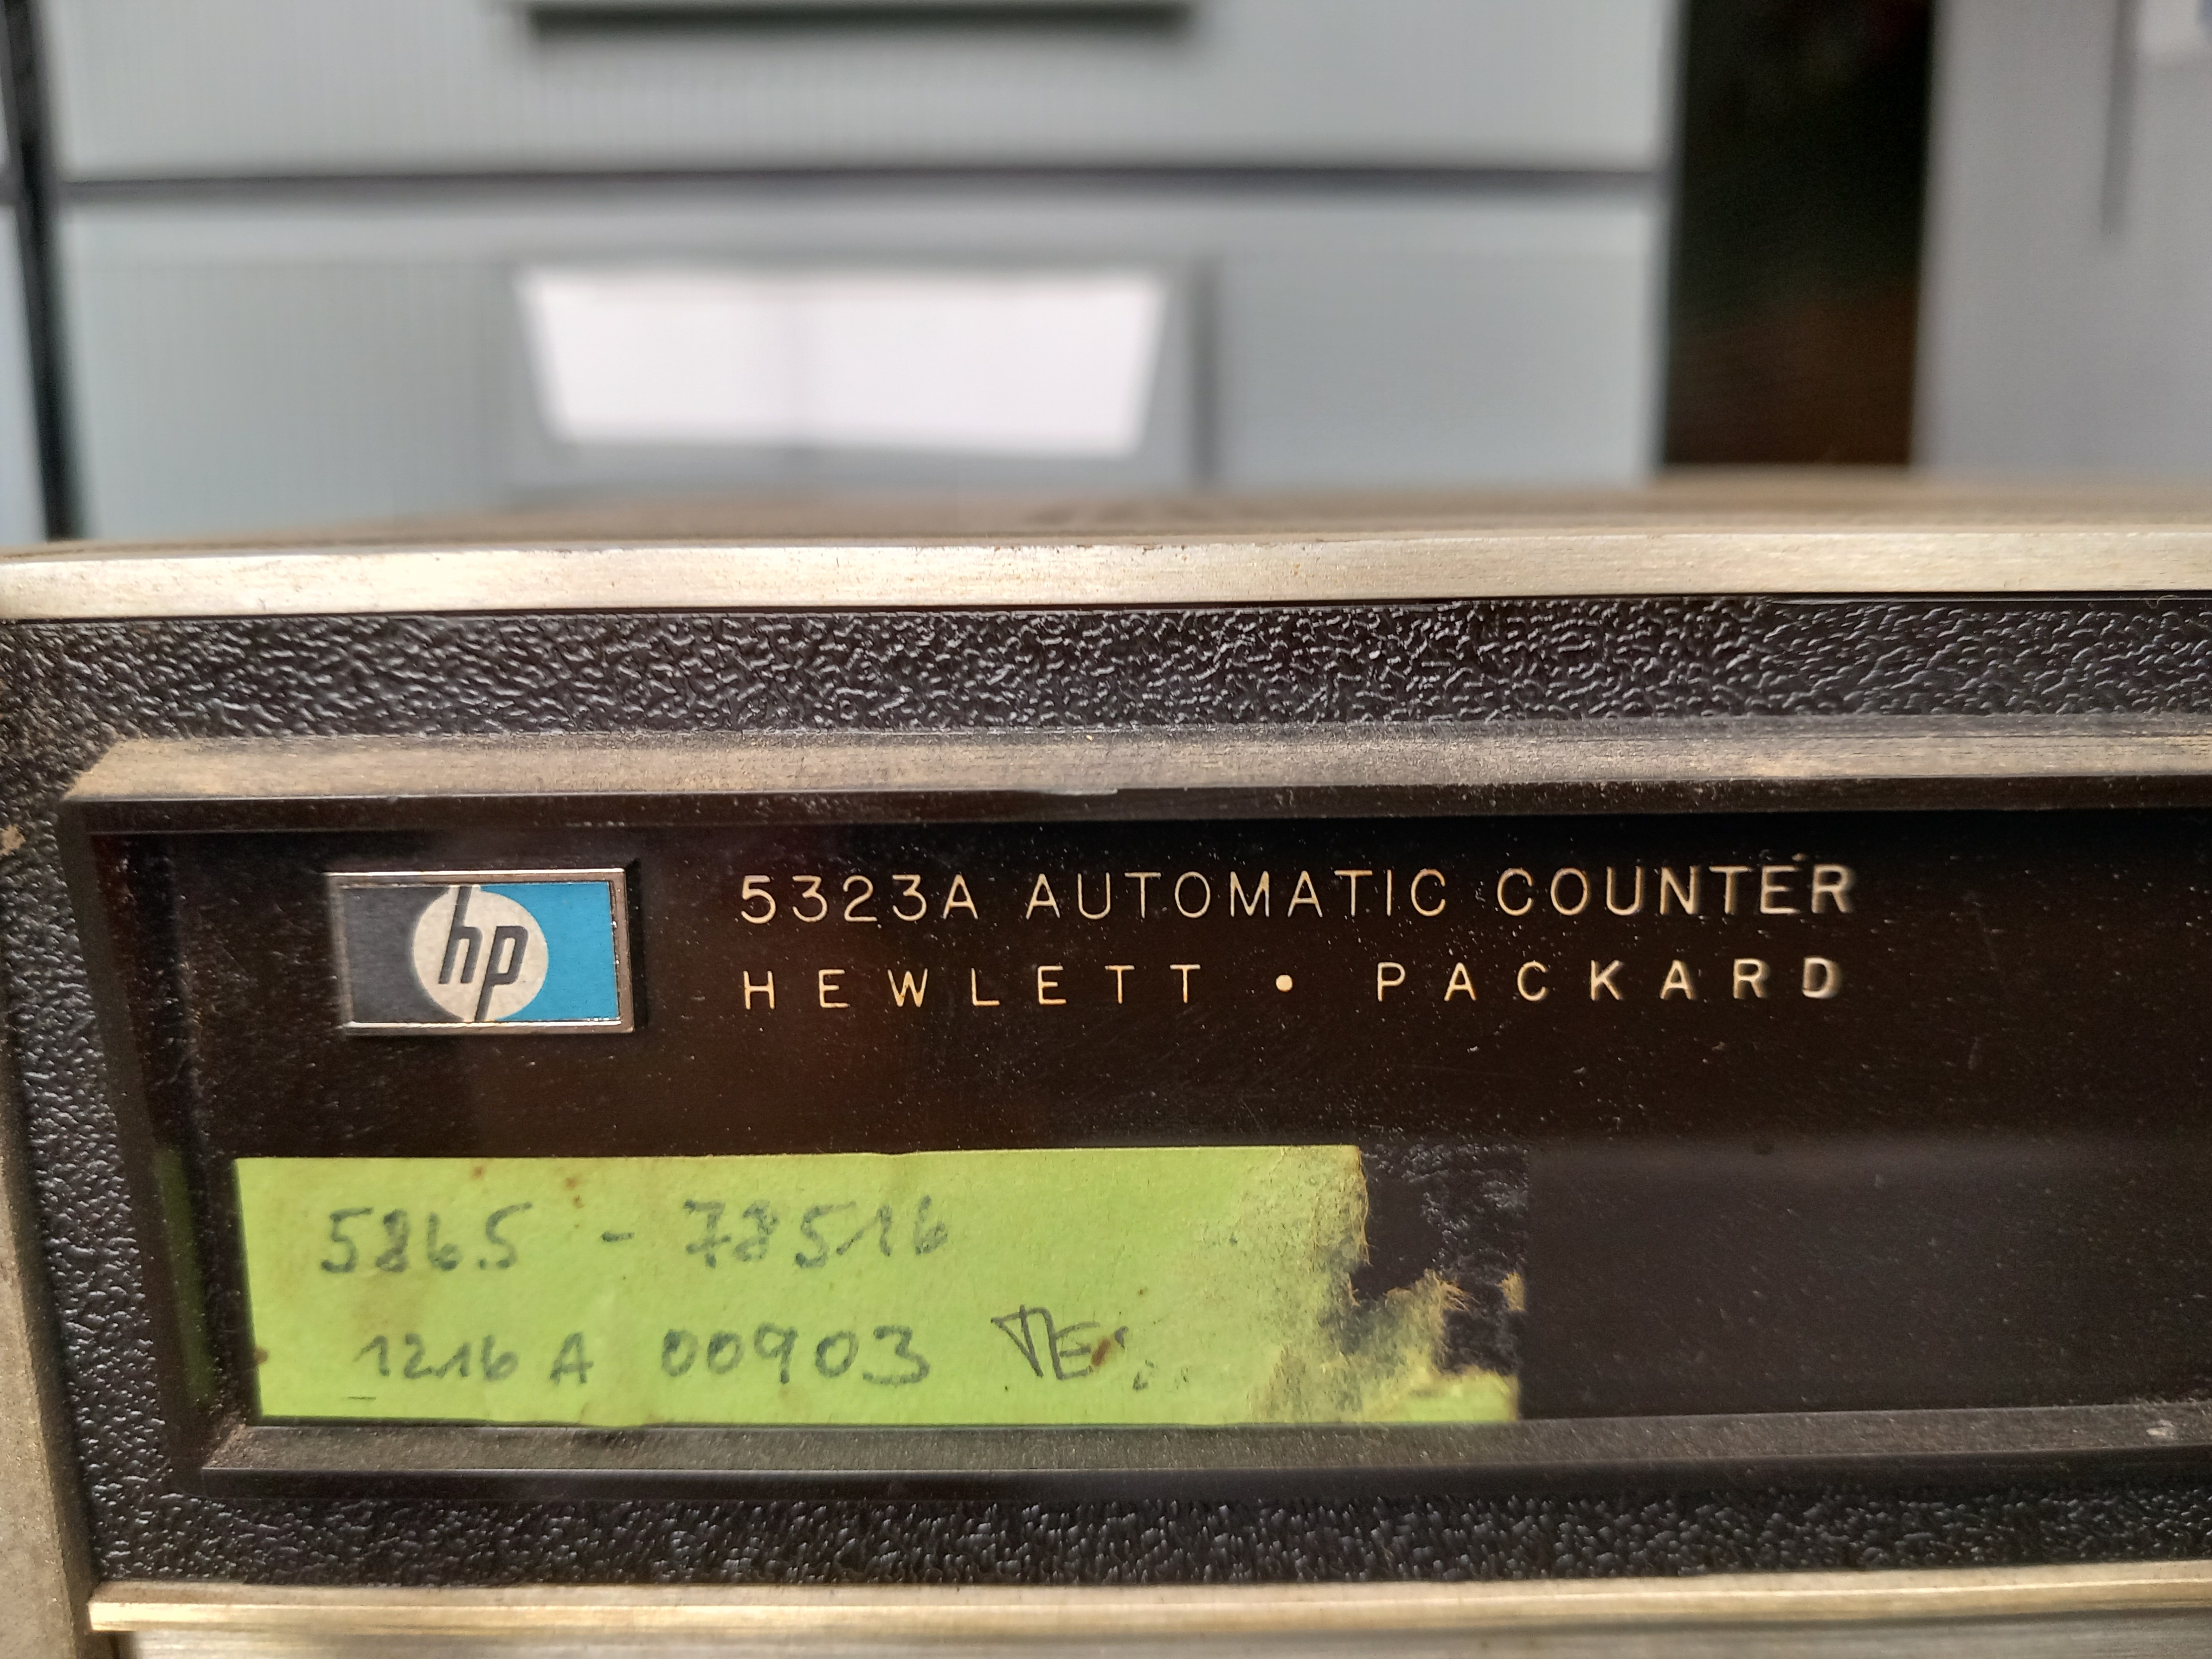 hp
5323A AUTOMATIC COUNTER
HEWLETT • PACKARD
5865 - 78516
1216 A 00903